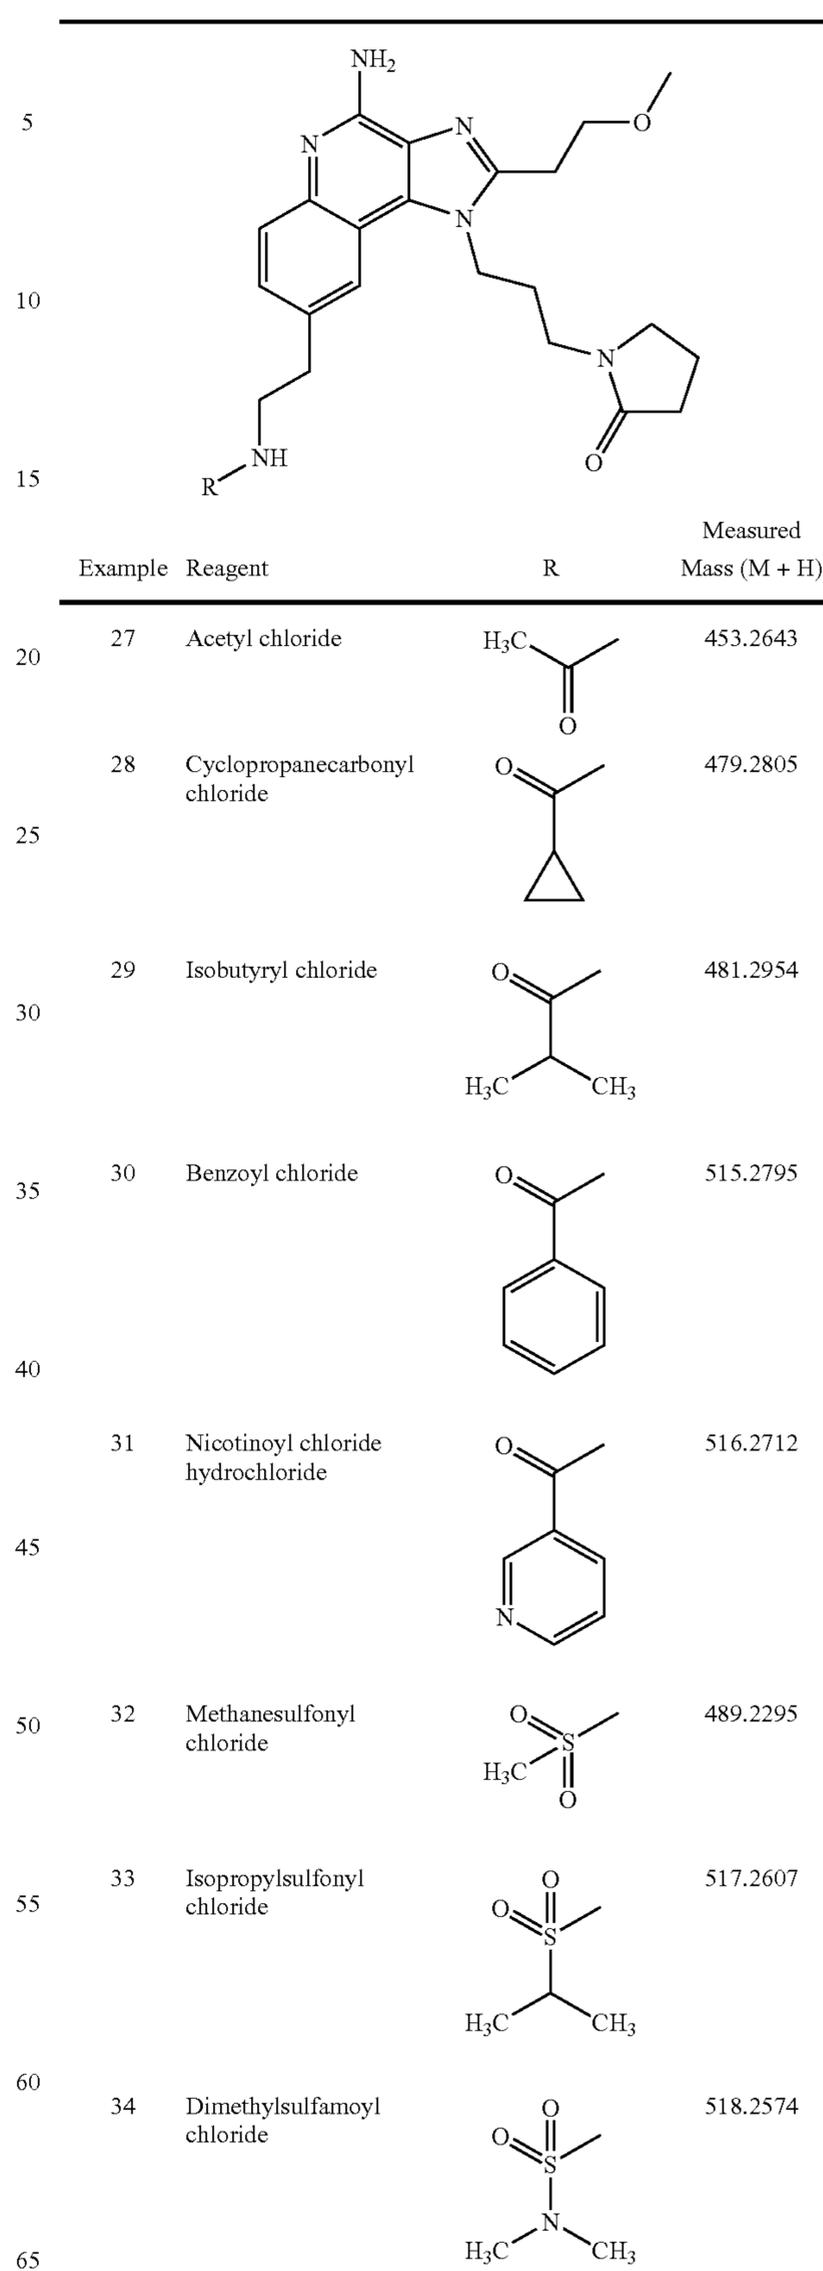 NH2
5
N
N
O
N
10
N
NH
O
15
R
Measured
Example Reagent R Mass (M + H)
20
27 Acetyl chloride H3C O 453.2643
28 Cyclopropanecarbonyl O 479.2805
chloride
25
29 Isobutyryl chloride O 481.2954
30
H3C CH3
30 Benzoyl chloride O 515.2795
35
40
31 Nicotinoyl chloride O 516.2712
hydrochloride
45
N
32 Methanesulfonyl O 489.2295
50
chloride S
H3C
O
33 Isopropylsulfonyl O 517.2607
55
chloride O S
H3C CH3
60
34 Dimethylsulfamoyl O 518.2574
chloride O S
N
H3C CH3
65